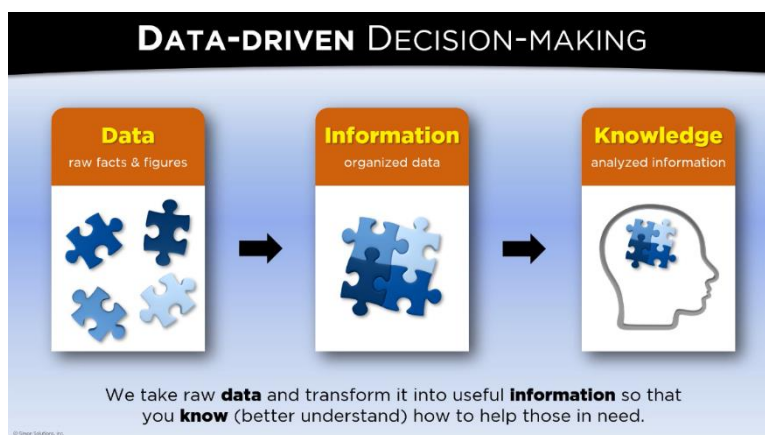 DATA-DRIVEN DECISION-MAKING
Data
raw facts & figures
Information
organized data
Knowledge
analyzed information
We take raw data and transform it into useful information so that
you know (better understand) how to help those in need.